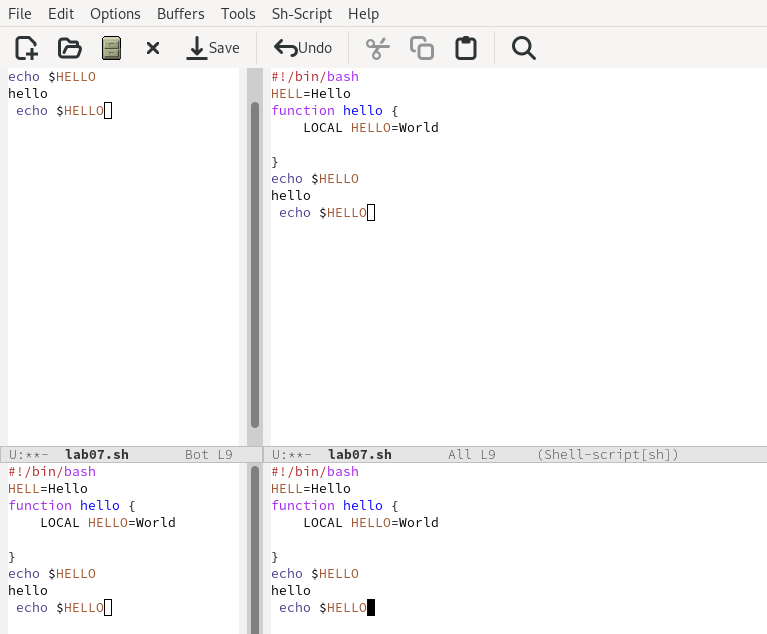 File Edit Options Buffers Tools Sh-Script Help
Save Undo
echo $HELLO
hello
 echo $HELLO
U:**- lab07.sh Bot L9
#!/bin/bash
HELL=Hello
function hello {
    LOCAL HELLO=World

}
echo $HELLO
hello
 echo $HELLO
U:**- lab07.sh All L9 (Shell-script[sh])
#!/bin/bash
HELL=Hello
function hello {
    LOCAL HELLO=World

}
echo $HELLO
hello
 echo $HELLO
#!/bin/bash
HELL=Hello
function hello {
    LOCAL HELLO=World

}
echo $HELLO
hello
 echo $HELLO